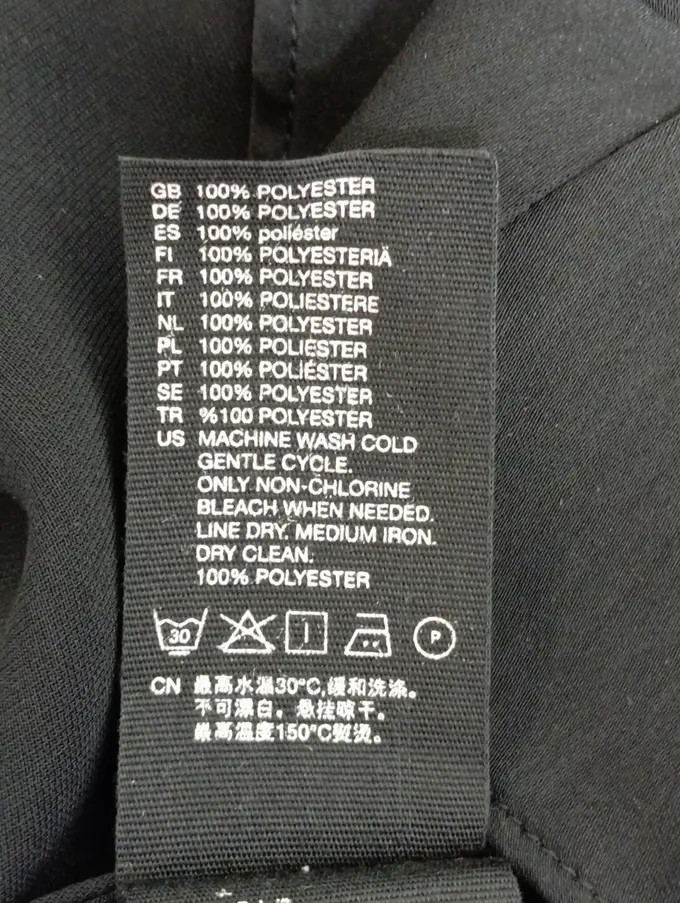 GB 100% POLYESTER
DE 100% POLYESTER
ES 100% poliéster
FI 100% POLYESTERIÄ
FR 100% POLYESTER
IT 100% POLIESTERE
NL 100% POLYESTER
PL 100% POLIESTER
PT 100% POLIÉSTER
SE 100% POLYESTER
TR %100 POLYESTER
US MACHINE WASH COLD
GENTLE CYCLE.
ONLY NON-CHLORINE
BLEACH WHEN NEEDED.
LINE DRY. MEDIUM IRON.
DRY CLEAN.
100% POLYESTER
30 P
CN 最高水温30°C,缓和洗涤。
不可漂白。悬挂晾干。
最高温度150°C熨烫。